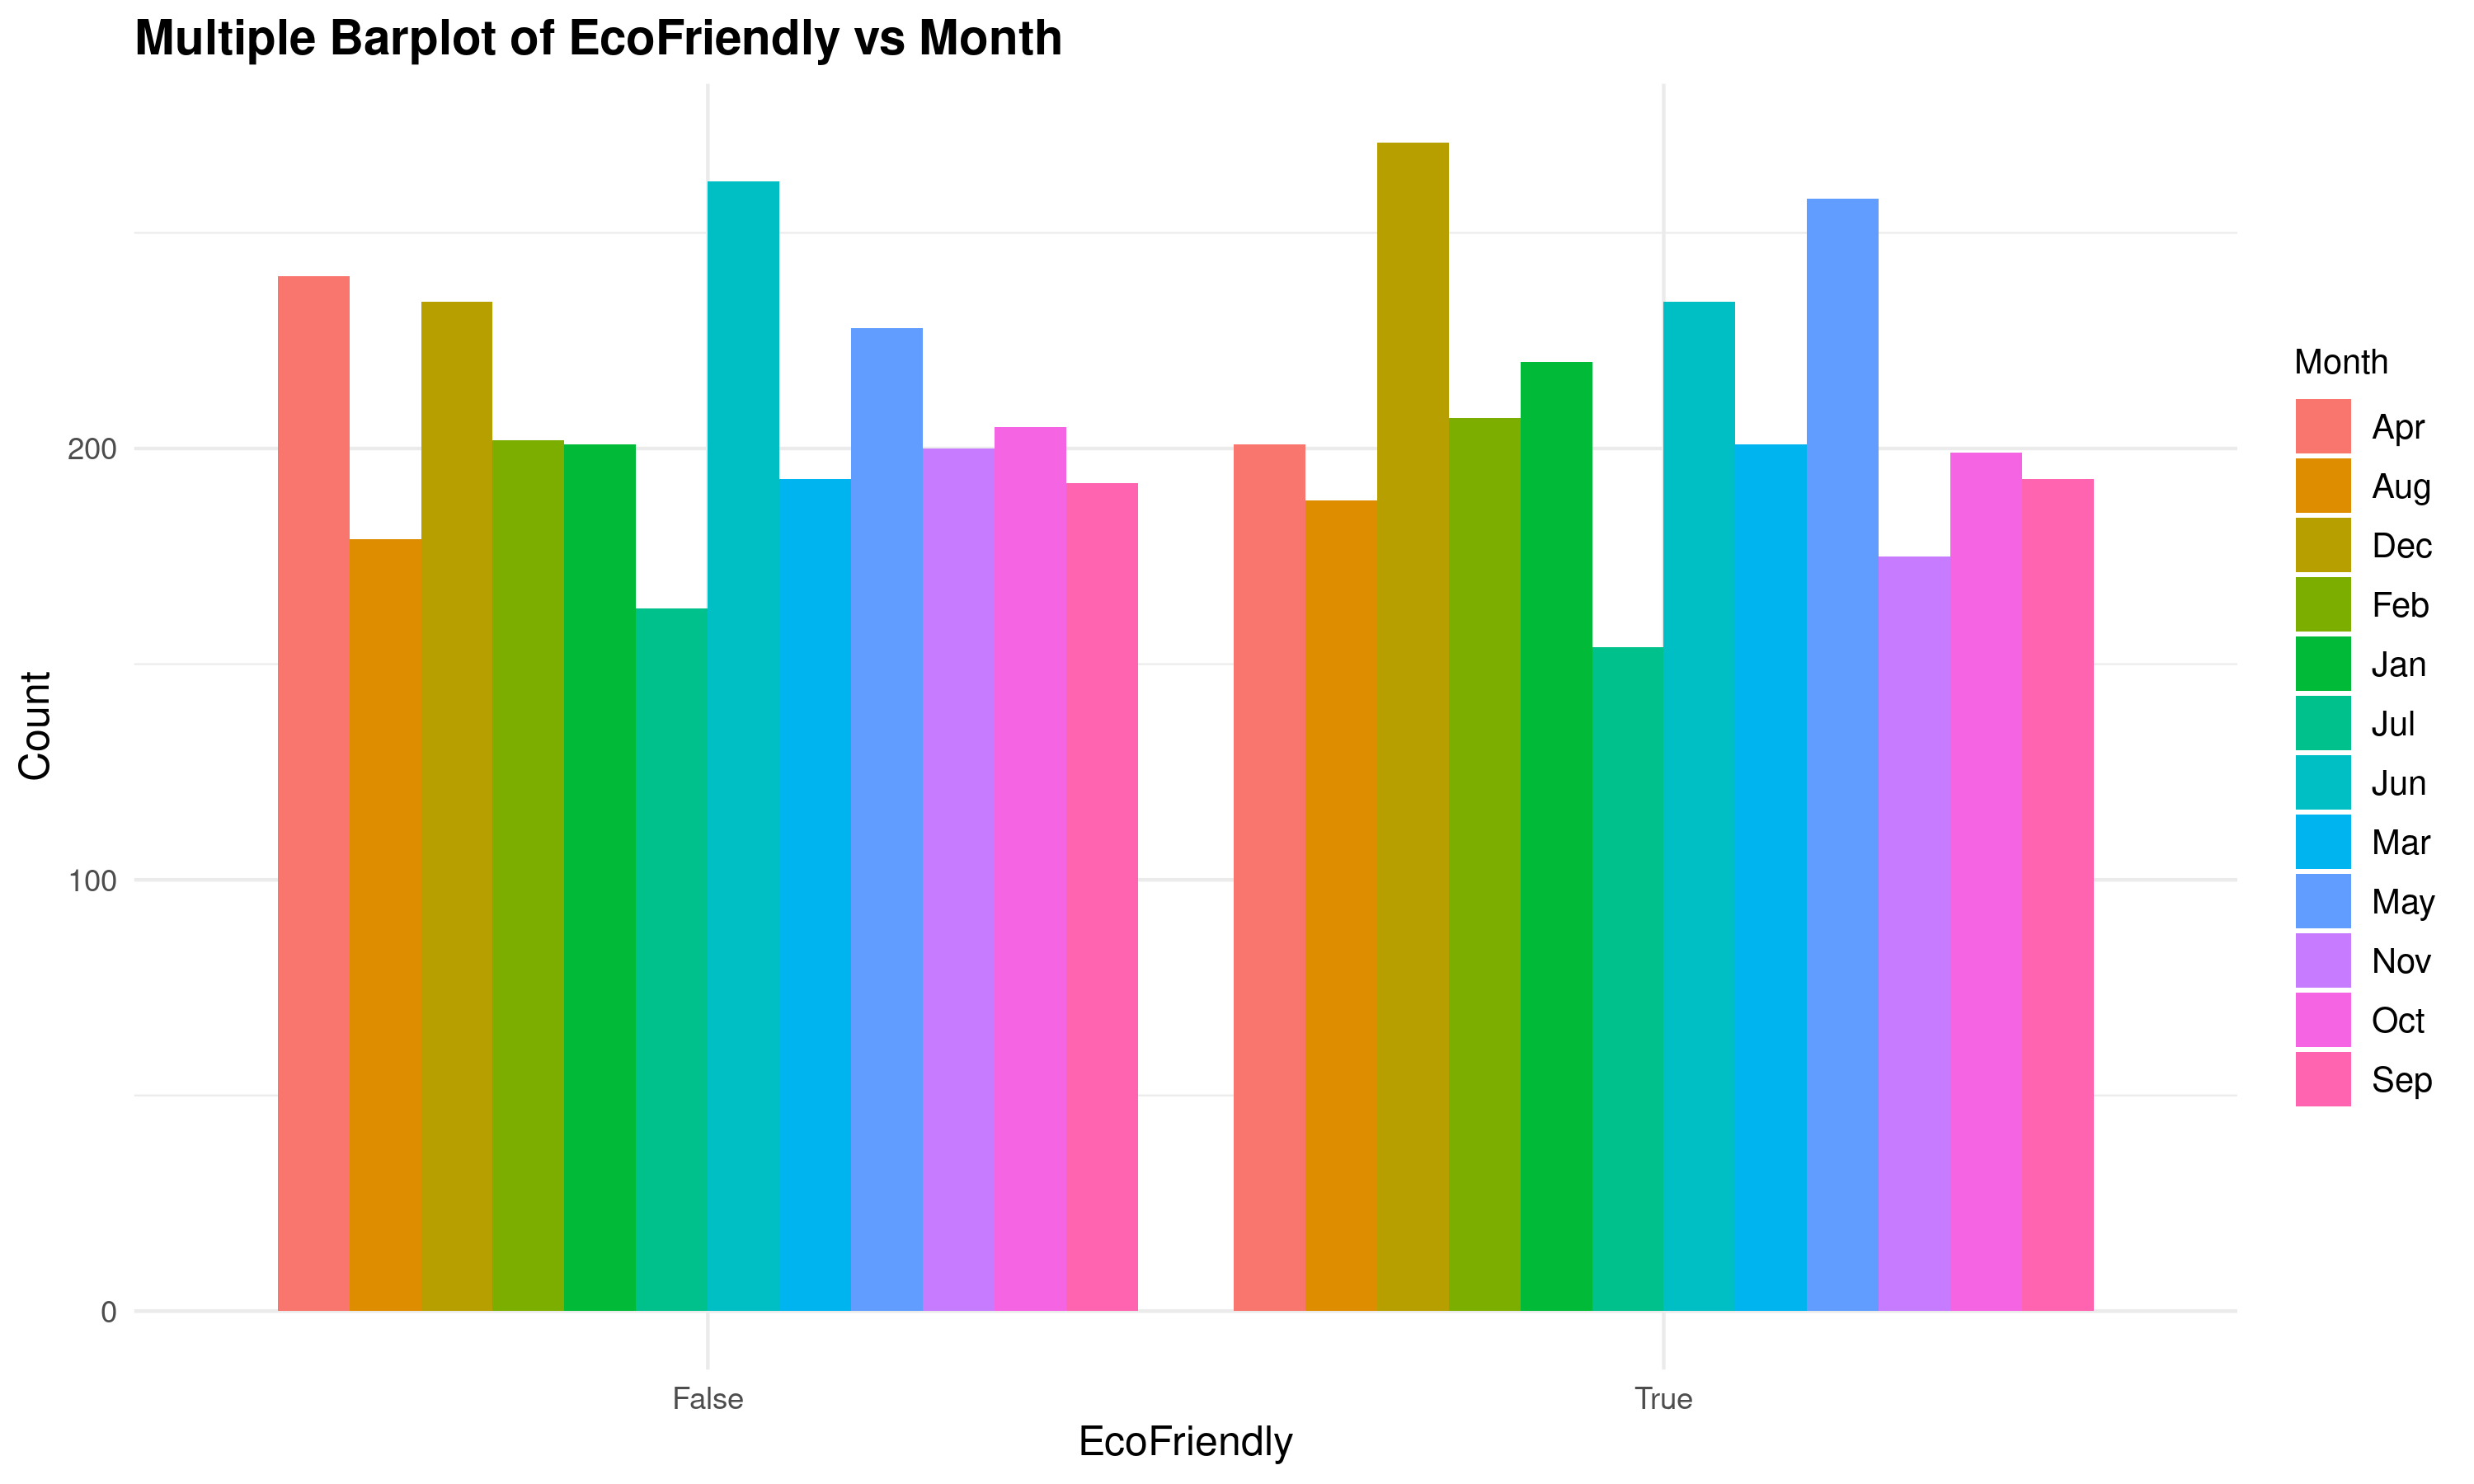 Multiple Barplot of EcoFriendly vs Month
Count
200
100
0
False
True
EcoFriendly
Month
Apr
Aug
Dec
Feb
Jan
Jul
Jun
Mar
May
Nov
Oct
Sep